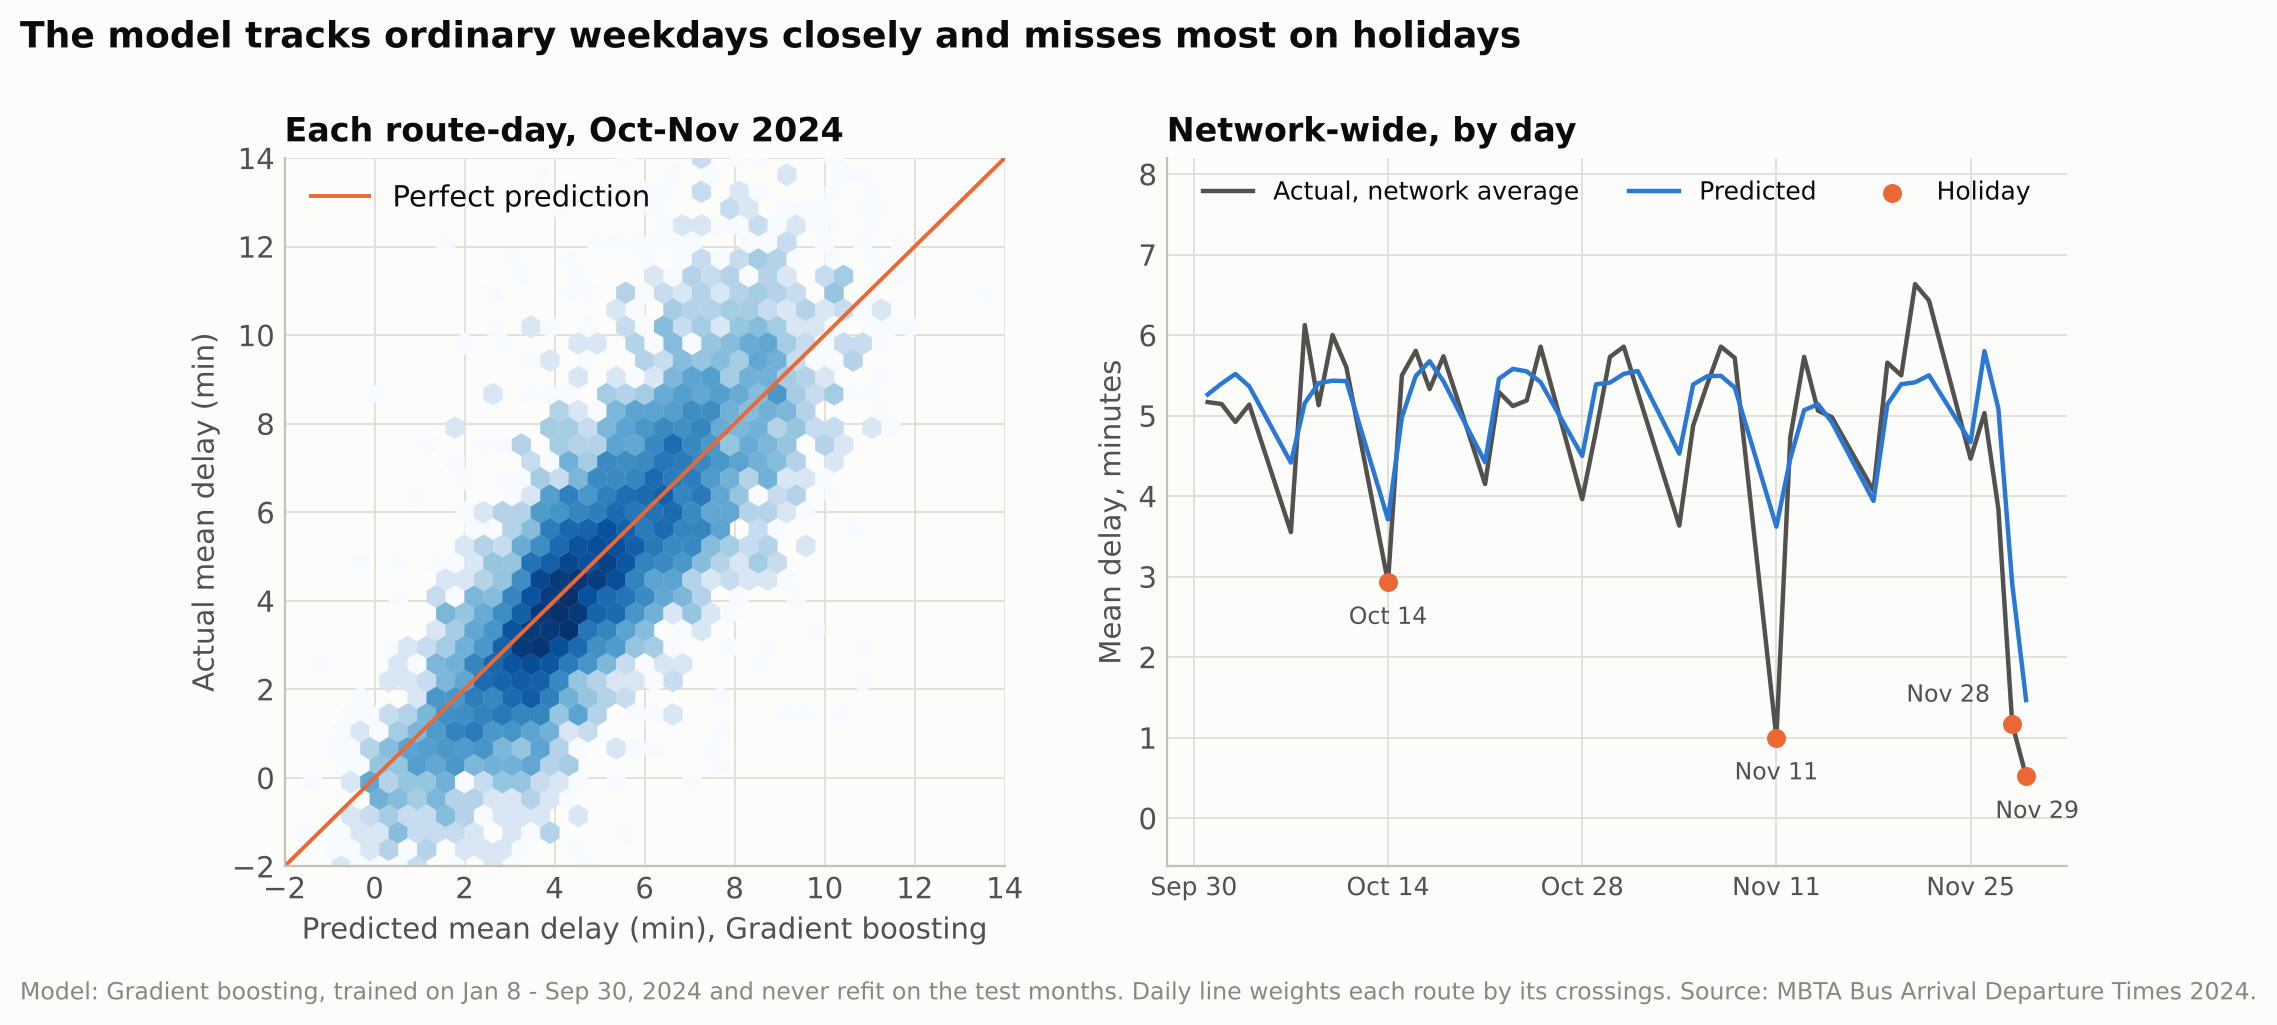 The model tracks ordinary weekdays closely and misses most on holidays
Each route-day, Oct-Nov 2024
Perfect prediction
Actual mean delay (min)
14
12
10
8
6
4
2
0
−2
−2 0 2 4 6 8 10 12 14
Predicted mean delay (min), Gradient boosting
Network-wide, by day
Actual, network average Predicted Holiday
Mean delay, minutes
8
7
6
5
4
3
2
1
0
Oct 14
Nov 11
Nov 28
Nov 29
Sep 30 Oct 14 Oct 28 Nov 11 Nov 25
Model: Gradient boosting, trained on Jan 8 - Sep 30, 2024 and never refit on the test months. Daily line weights each route by its crossings. Source: MBTA Bus Arrival Departure Times 2024.